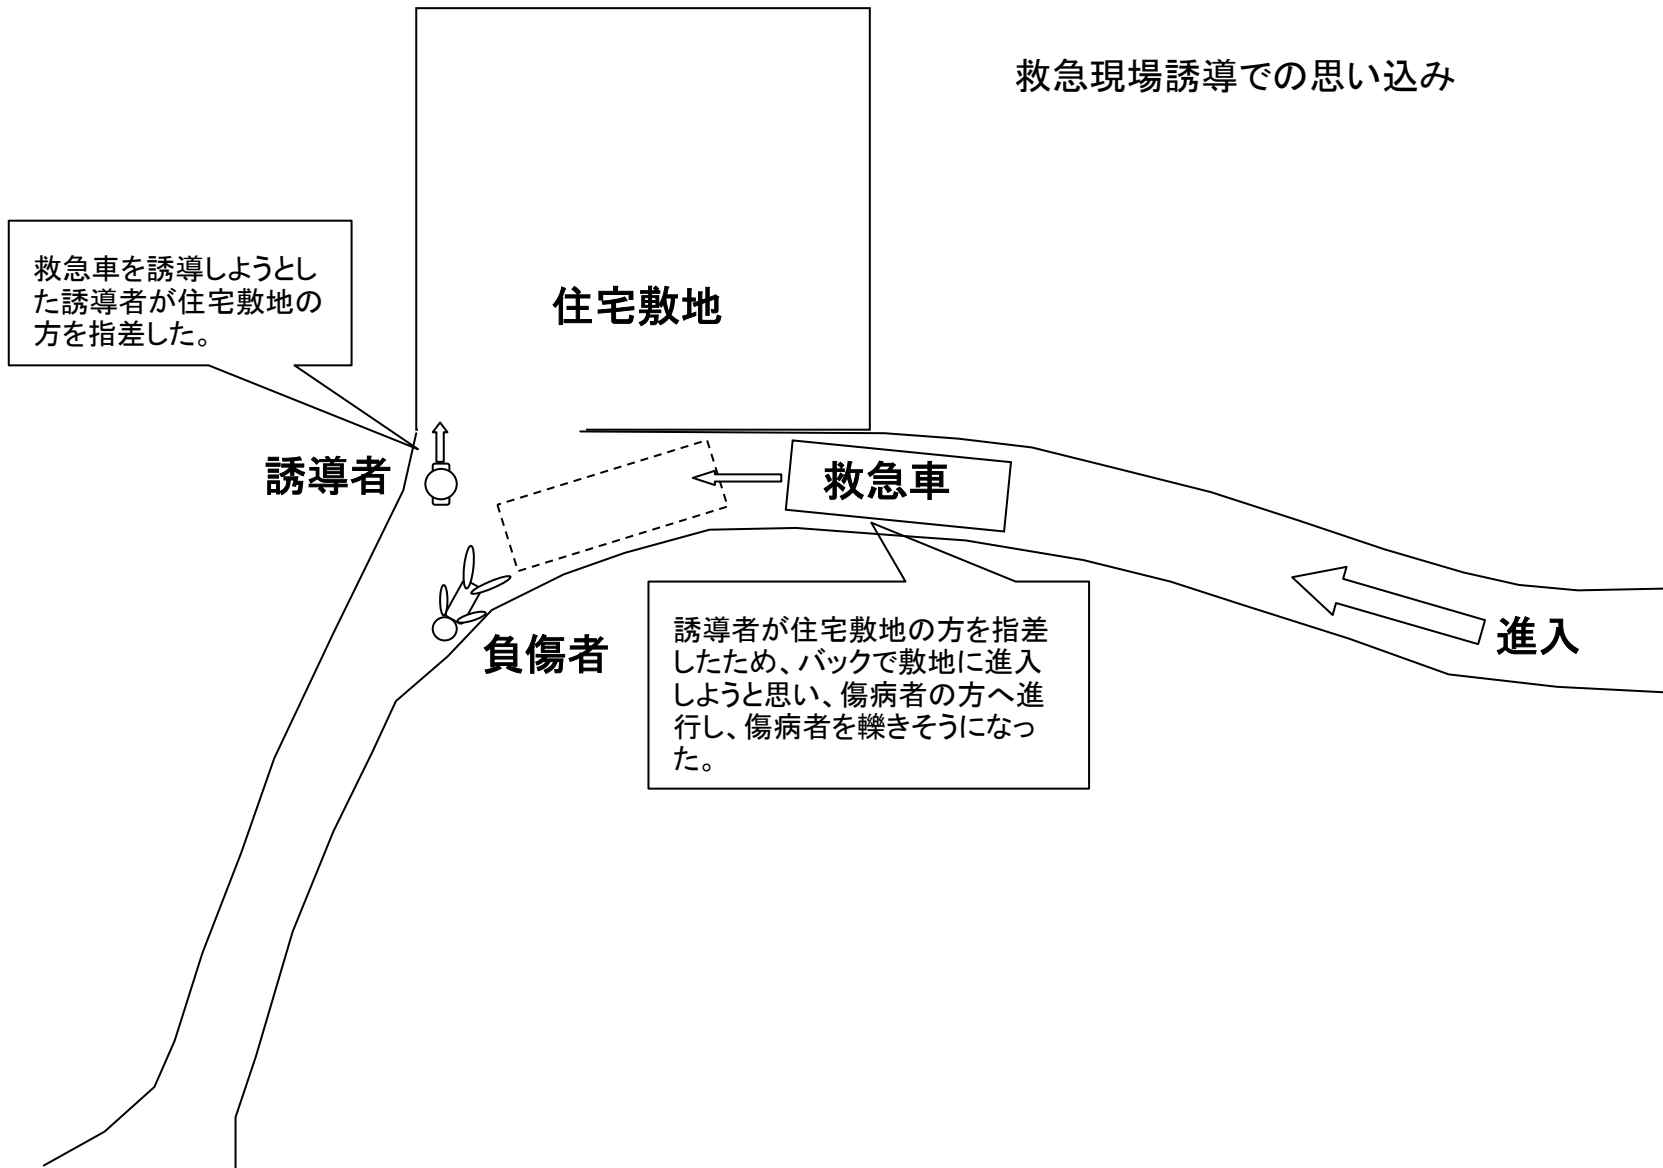 救急現場誘導での思い込み
救急車を誘導しようとし
た誘導者が住宅敷地の
方を指差した。
住宅敷地
誘導者
救急車
負傷者
誘導者が住宅敷地の方を指差
したため、バックで敷地に進入
しようと思い、傷病者の方へ進
行し、傷病者を轢きそうになっ
た。
進入